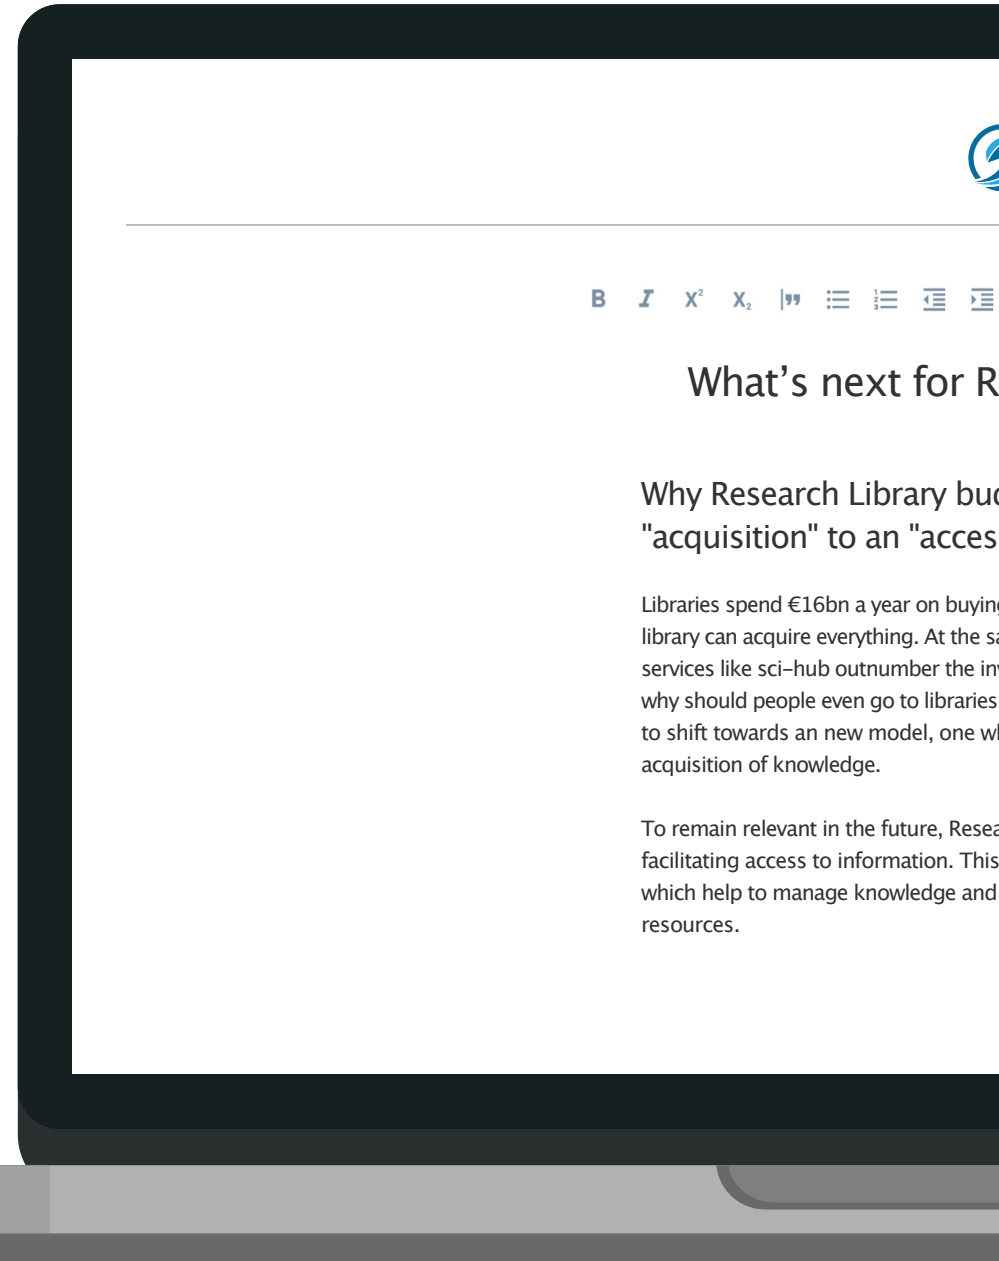 B I X² X₂
What’s next for R
Why Research Library bud
"acquisition" to an "acces
Libraries spend €16bn a year on buying
library can acquire everything. At the sa
services like sci-hub outnumber the inv
why should people even go to libraries
to shift towards an new model, one wh
acquisition of knowledge.
To remain relevant in the future, Resea
facilitating access to information. This
which help to manage knowledge and
resources.